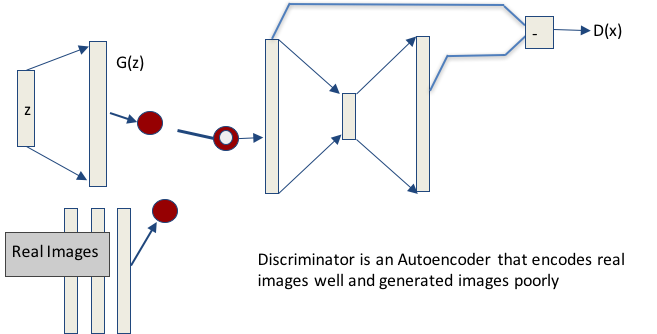 G(z)
z
- D(x)
Real Images
Discriminator is an Autoencoder that encodes real
images well and generated images poorly